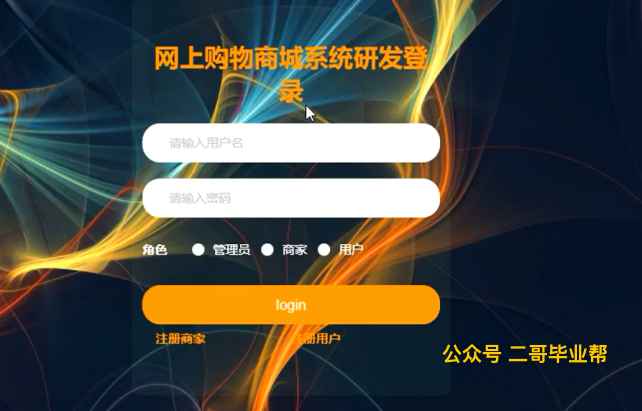 网上购物商城系统研发登
录
请输入用户名
请输入密码
角色 管理员 商家 用户
login
注册商家 注册用户
公众号 二哥毕业帮